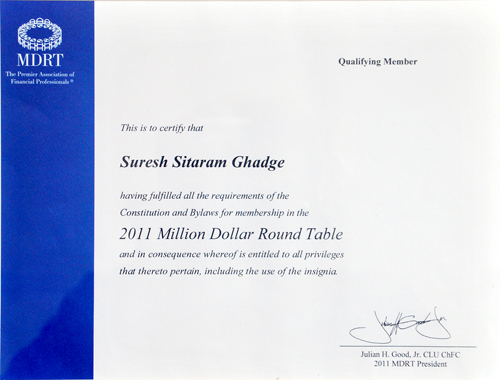 MDRT
The Premier Association of
Financial Professionals®
Qualifying Member
This is to certify that
Suresh Sitaram Ghadge
having fulfilled all the requirements of the
Constitution and Bylaws for membership in the
2011 Million Dollar Round Table
and in consequence whereof is entitled to all privileges
that thereto pertain, including the use of the insignia.
Julian H. Good, Jr. CLU ChFC
2011 MDRT President